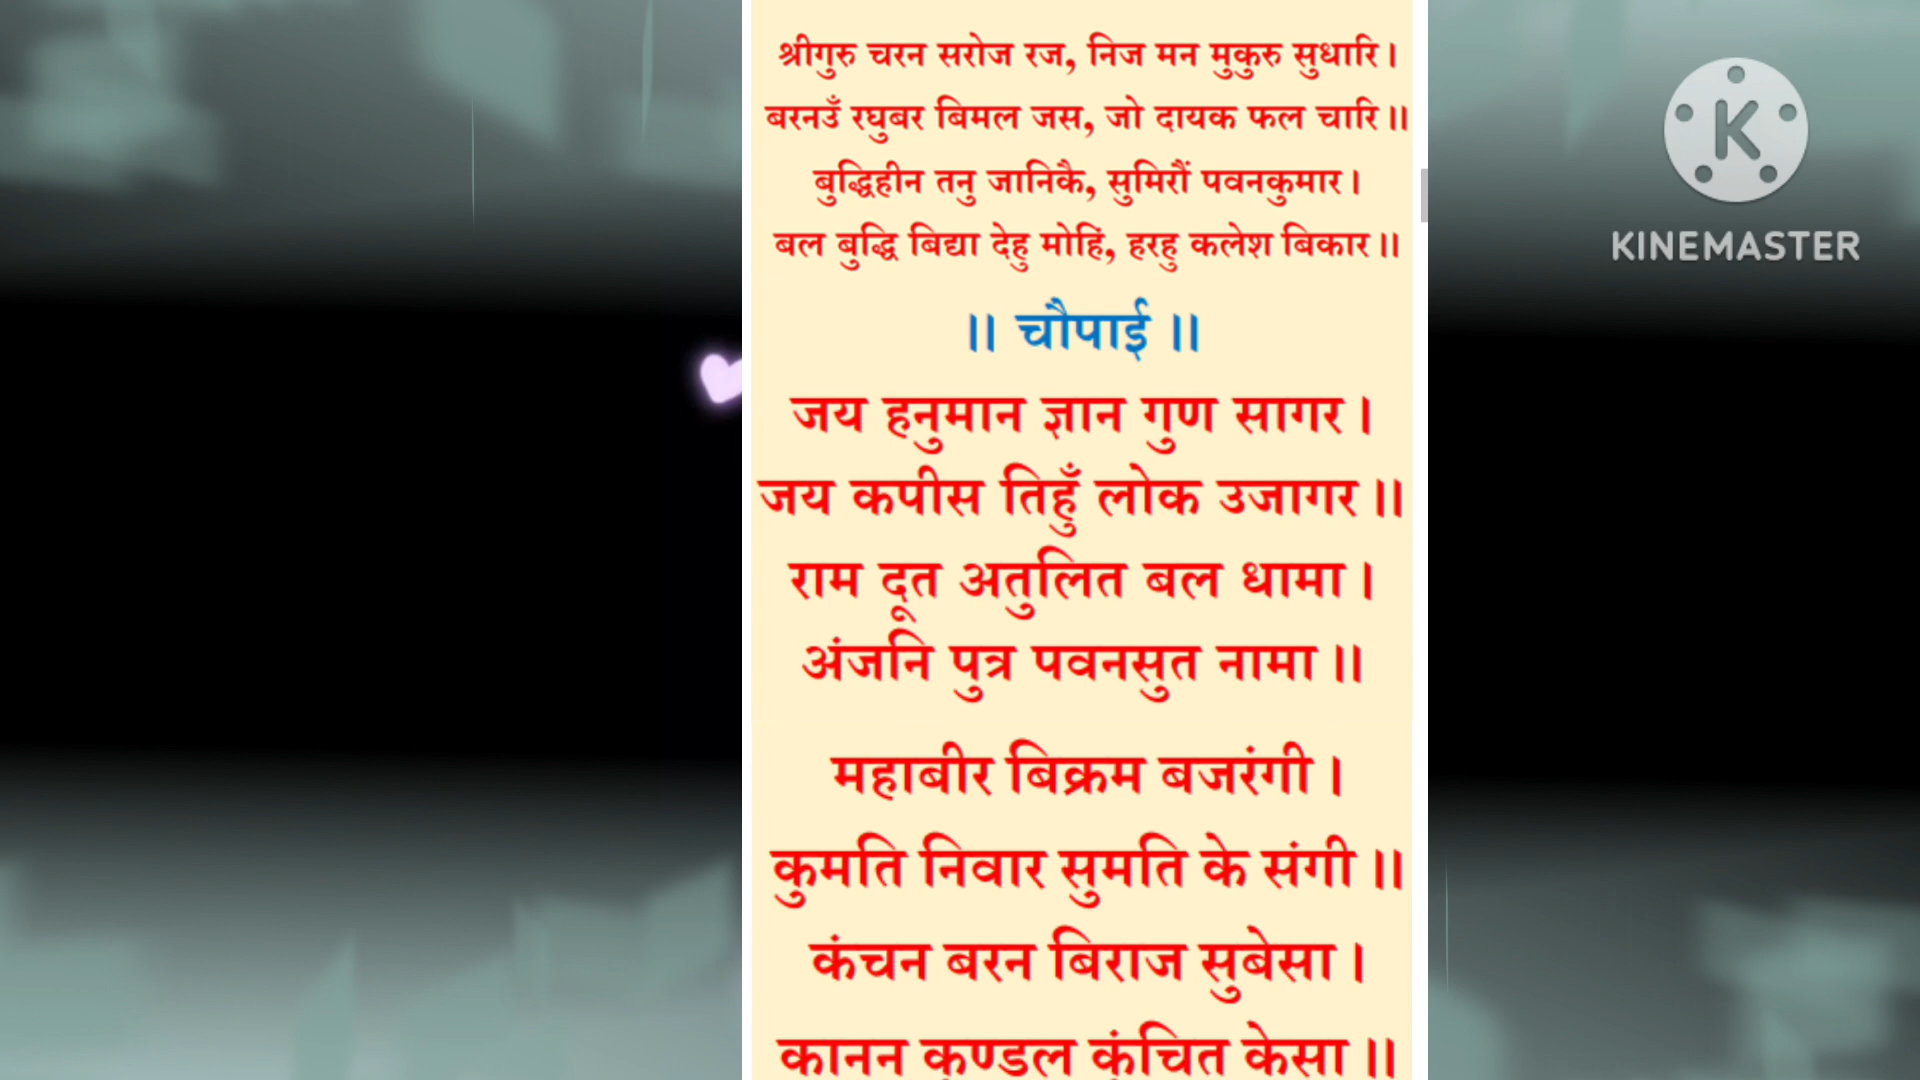 श्रीगुरु चरन सरोज रज, निज मन मुकुरु सुधारि।
बरनउँ रघुबर बिमल जस, जो दायक फल चारि॥
बुद्धिहीन तनु जानिकै, सुमिरौं पवनकुमार।
बल बुद्धि बिद्या देहु मोहिं, हरहु कलेश बिकार॥
॥ चौपाई ॥
जय हनुमान ज्ञान गुण सागर।
जय कपीस तिहुँ लोक उजागर॥
राम दूत अतुलित बल धामा।
अंजनि पुत्र पवनसुत नामा॥
महाबीर बिक्रम बजरंगी।
कुमति निवार सुमति के संगी॥
कंचन बरन बिराज सुबेसा।
कानन कुण्डल कुंचित केसा॥
K
KINEMASTER